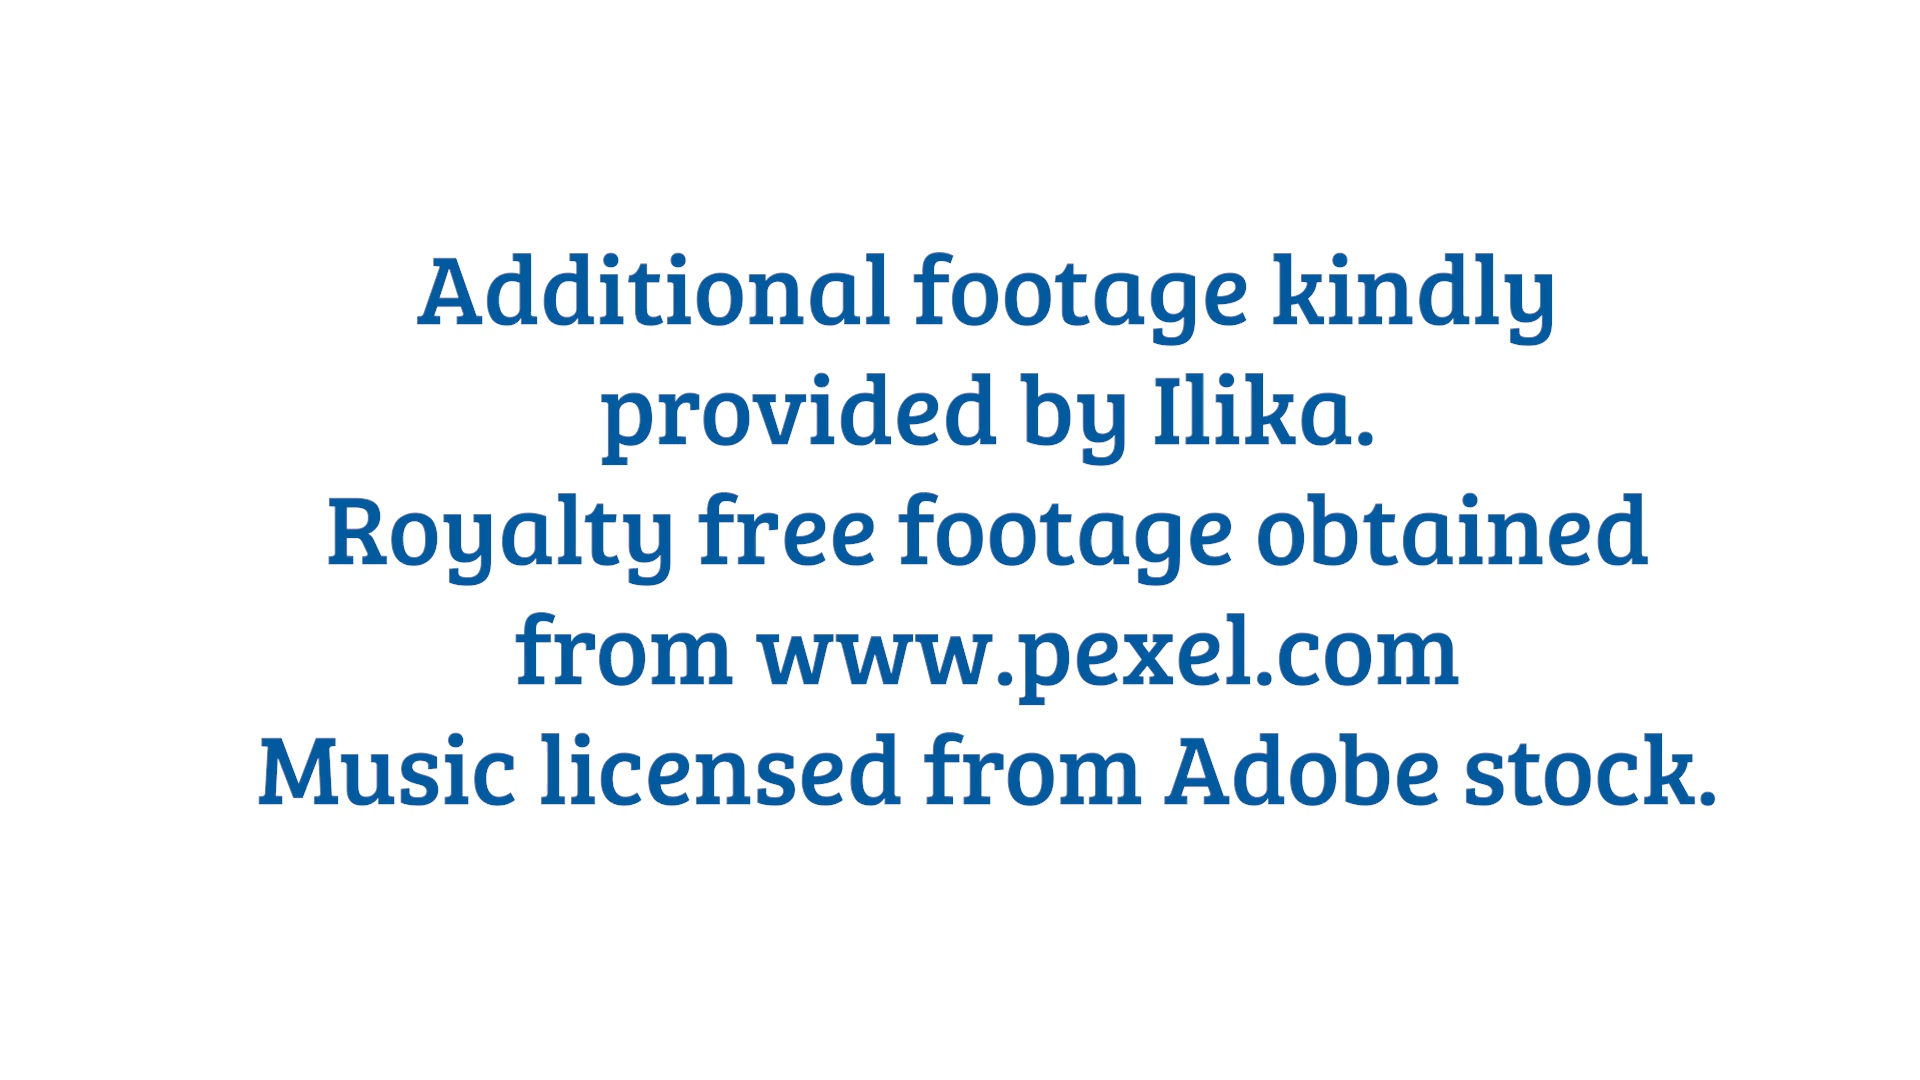 Additional footage kindly
provided by Ilika.
Royalty free footage obtained
from www.pexel.com
Music licensed from Adobe stock.